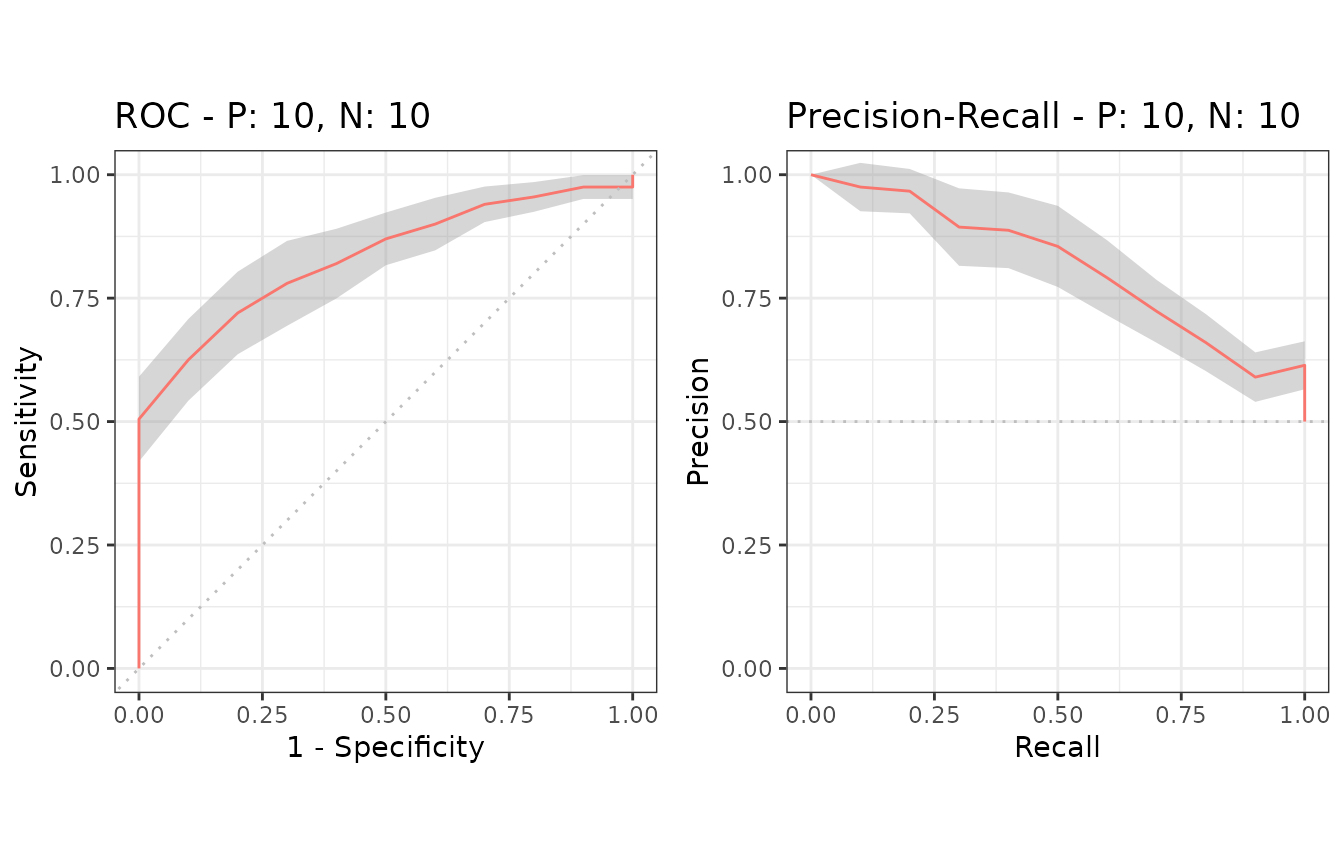 ROC - P: 10, N: 10
Sensitivity
1.00
0.75
0.50
0.25
0.00
0.00 0.25 0.50 0.75 1.00
1 - Specificity
Precision-Recall - P: 10, N: 10
Precision
1.00
0.75
0.50
0.25
0.00
0.00 0.25 0.50 0.75 1.00
Recall